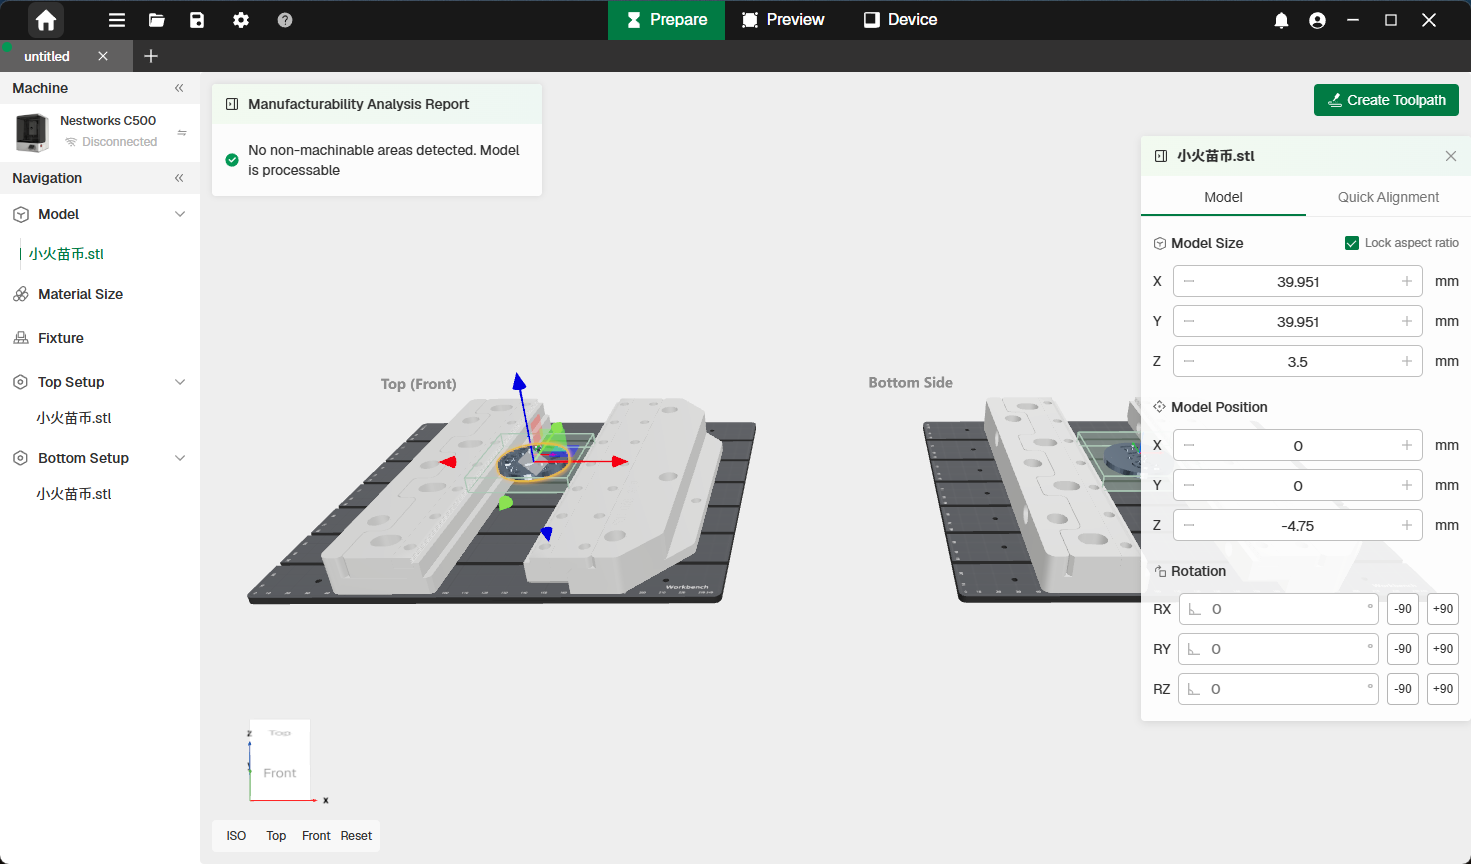 Prepare
Preview
Device
untitled
Machine
Nestworks C500
Disconnected
Navigation
Model
小火苗币.stl
Material Size
Fixture
Top Setup
小火苗币.stl
Bottom Setup
小火苗币.stl
Manufacturability Analysis Report
No non-machinable areas detected. Model
is processable
Create Toolpath
Top (Front)
Bottom Side
Workbench
小火苗币.stl
Model
Quick Alignment
Model Size
Lock aspect ratio
X
39.951
mm
Y
39.951
mm
Z
3.5
mm
Model Position
X
0
mm
Y
0
mm
Z
-4.75
mm
Rotation
RX
0
°
-90
+90
RY
0
°
-90
+90
RZ
0
°
-90
+90
Z
Top
Front
X
ISO
Top
Front
Reset